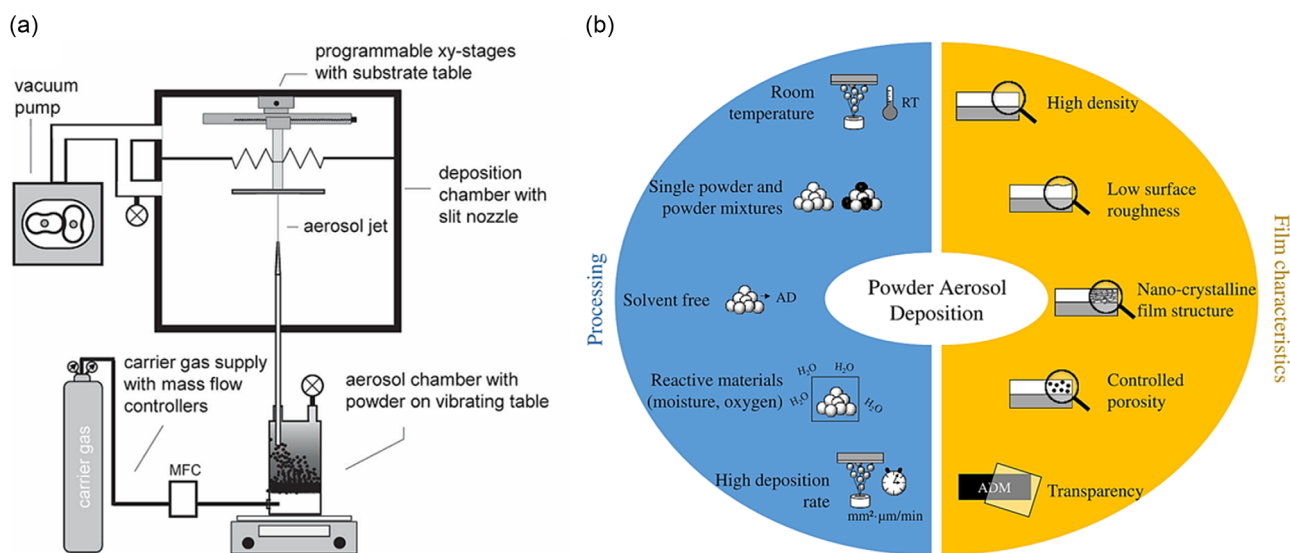 (a)
programmable xy-stages
with substrate table
vacuum
pump
deposition
chamber with
slit nozzle
aerosol jet
carrier gas supply
with mass flow
controllers
aerosol chamber with
powder on vibrating table
MFC
carrier gas
(b)
Processing
Room
temperature
RT
Single powder and
powder mixtures
Solvent free
AD
Reactive materials
(moisture, oxygen)
H₂O
H₂O
H₂O
H₂O
High deposition
rate
mm²·µm/min
Powder Aerosol
Deposition
High density
Low surface
roughness
Nano-crystalline
film structure
Controlled
porosity
ADM
Transparency
Film characteristics